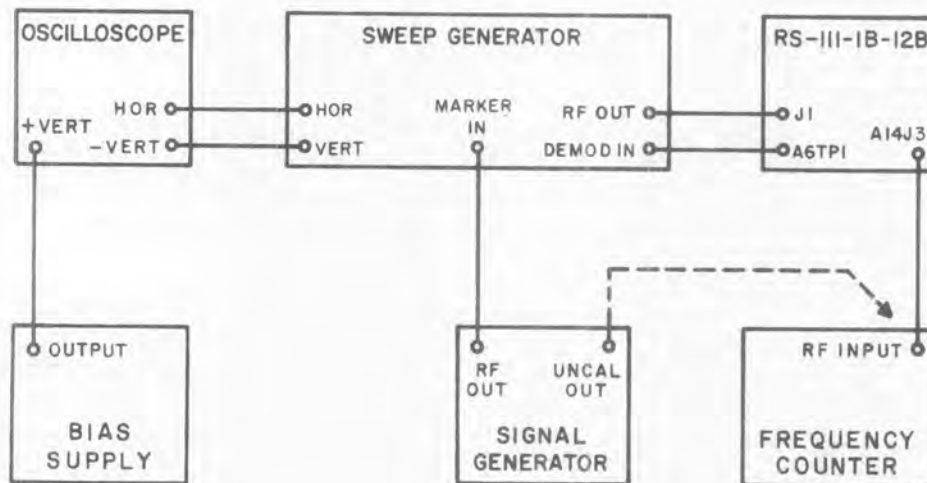 OSCILLOSCOPE
HOR
+VERT
-VERT
SWEEP GENERATOR
HOR
MARKER
IN
RF OUT
VERT
DEMOD IN
RS-111-1B-12B
J1
A14J3
A6TP1
OUTPUT
BIAS
SUPPLY
RF
OUT
UNCAL
OUT
SIGNAL
GENERATOR
RF INPUT
FREQUENCY
COUNTER